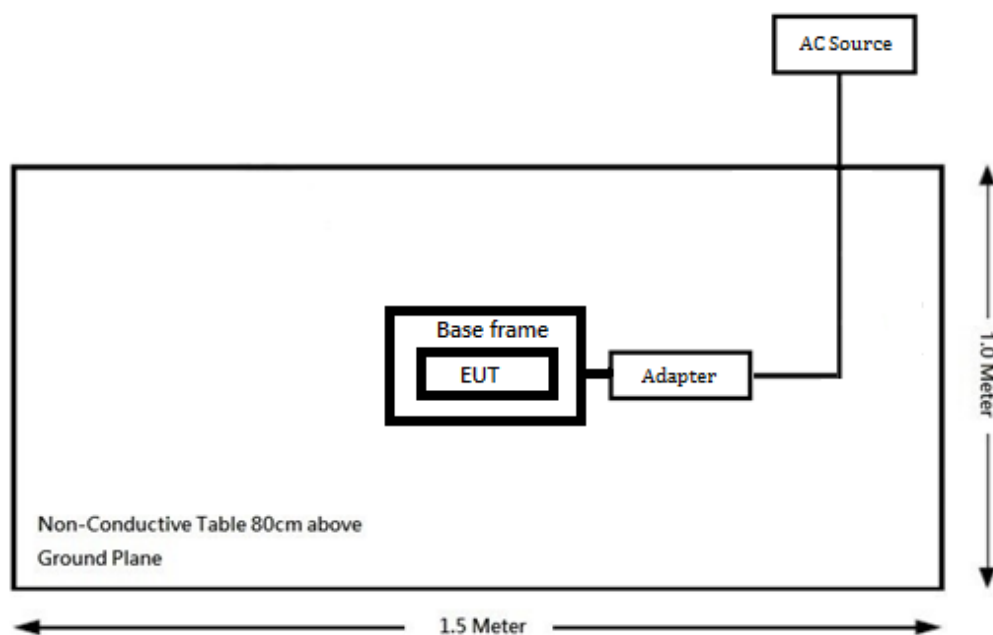 AC Source
Base frame
EUT
Adapter
1.0 Meter
Non-Conductive Table 80cm above
Ground Plane
1.5 Meter